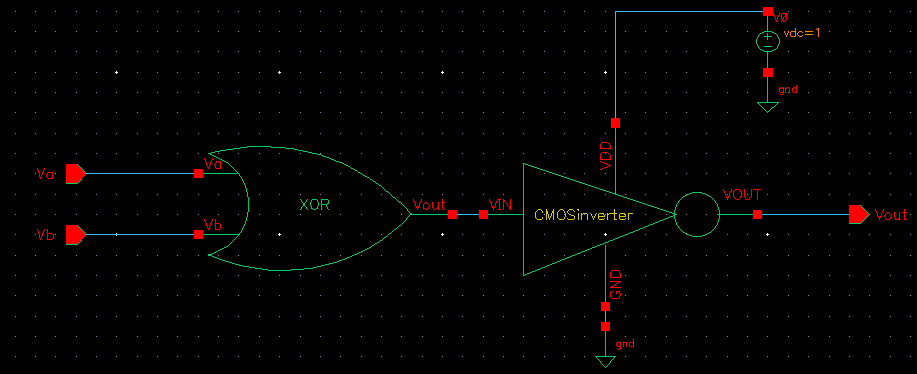 V0
vdc=1
gnd
VDD
Va
Va
XOR
Vout
VIN
CMOSinverter
VOUT
Vout
Vb
Vb
GND
gnd